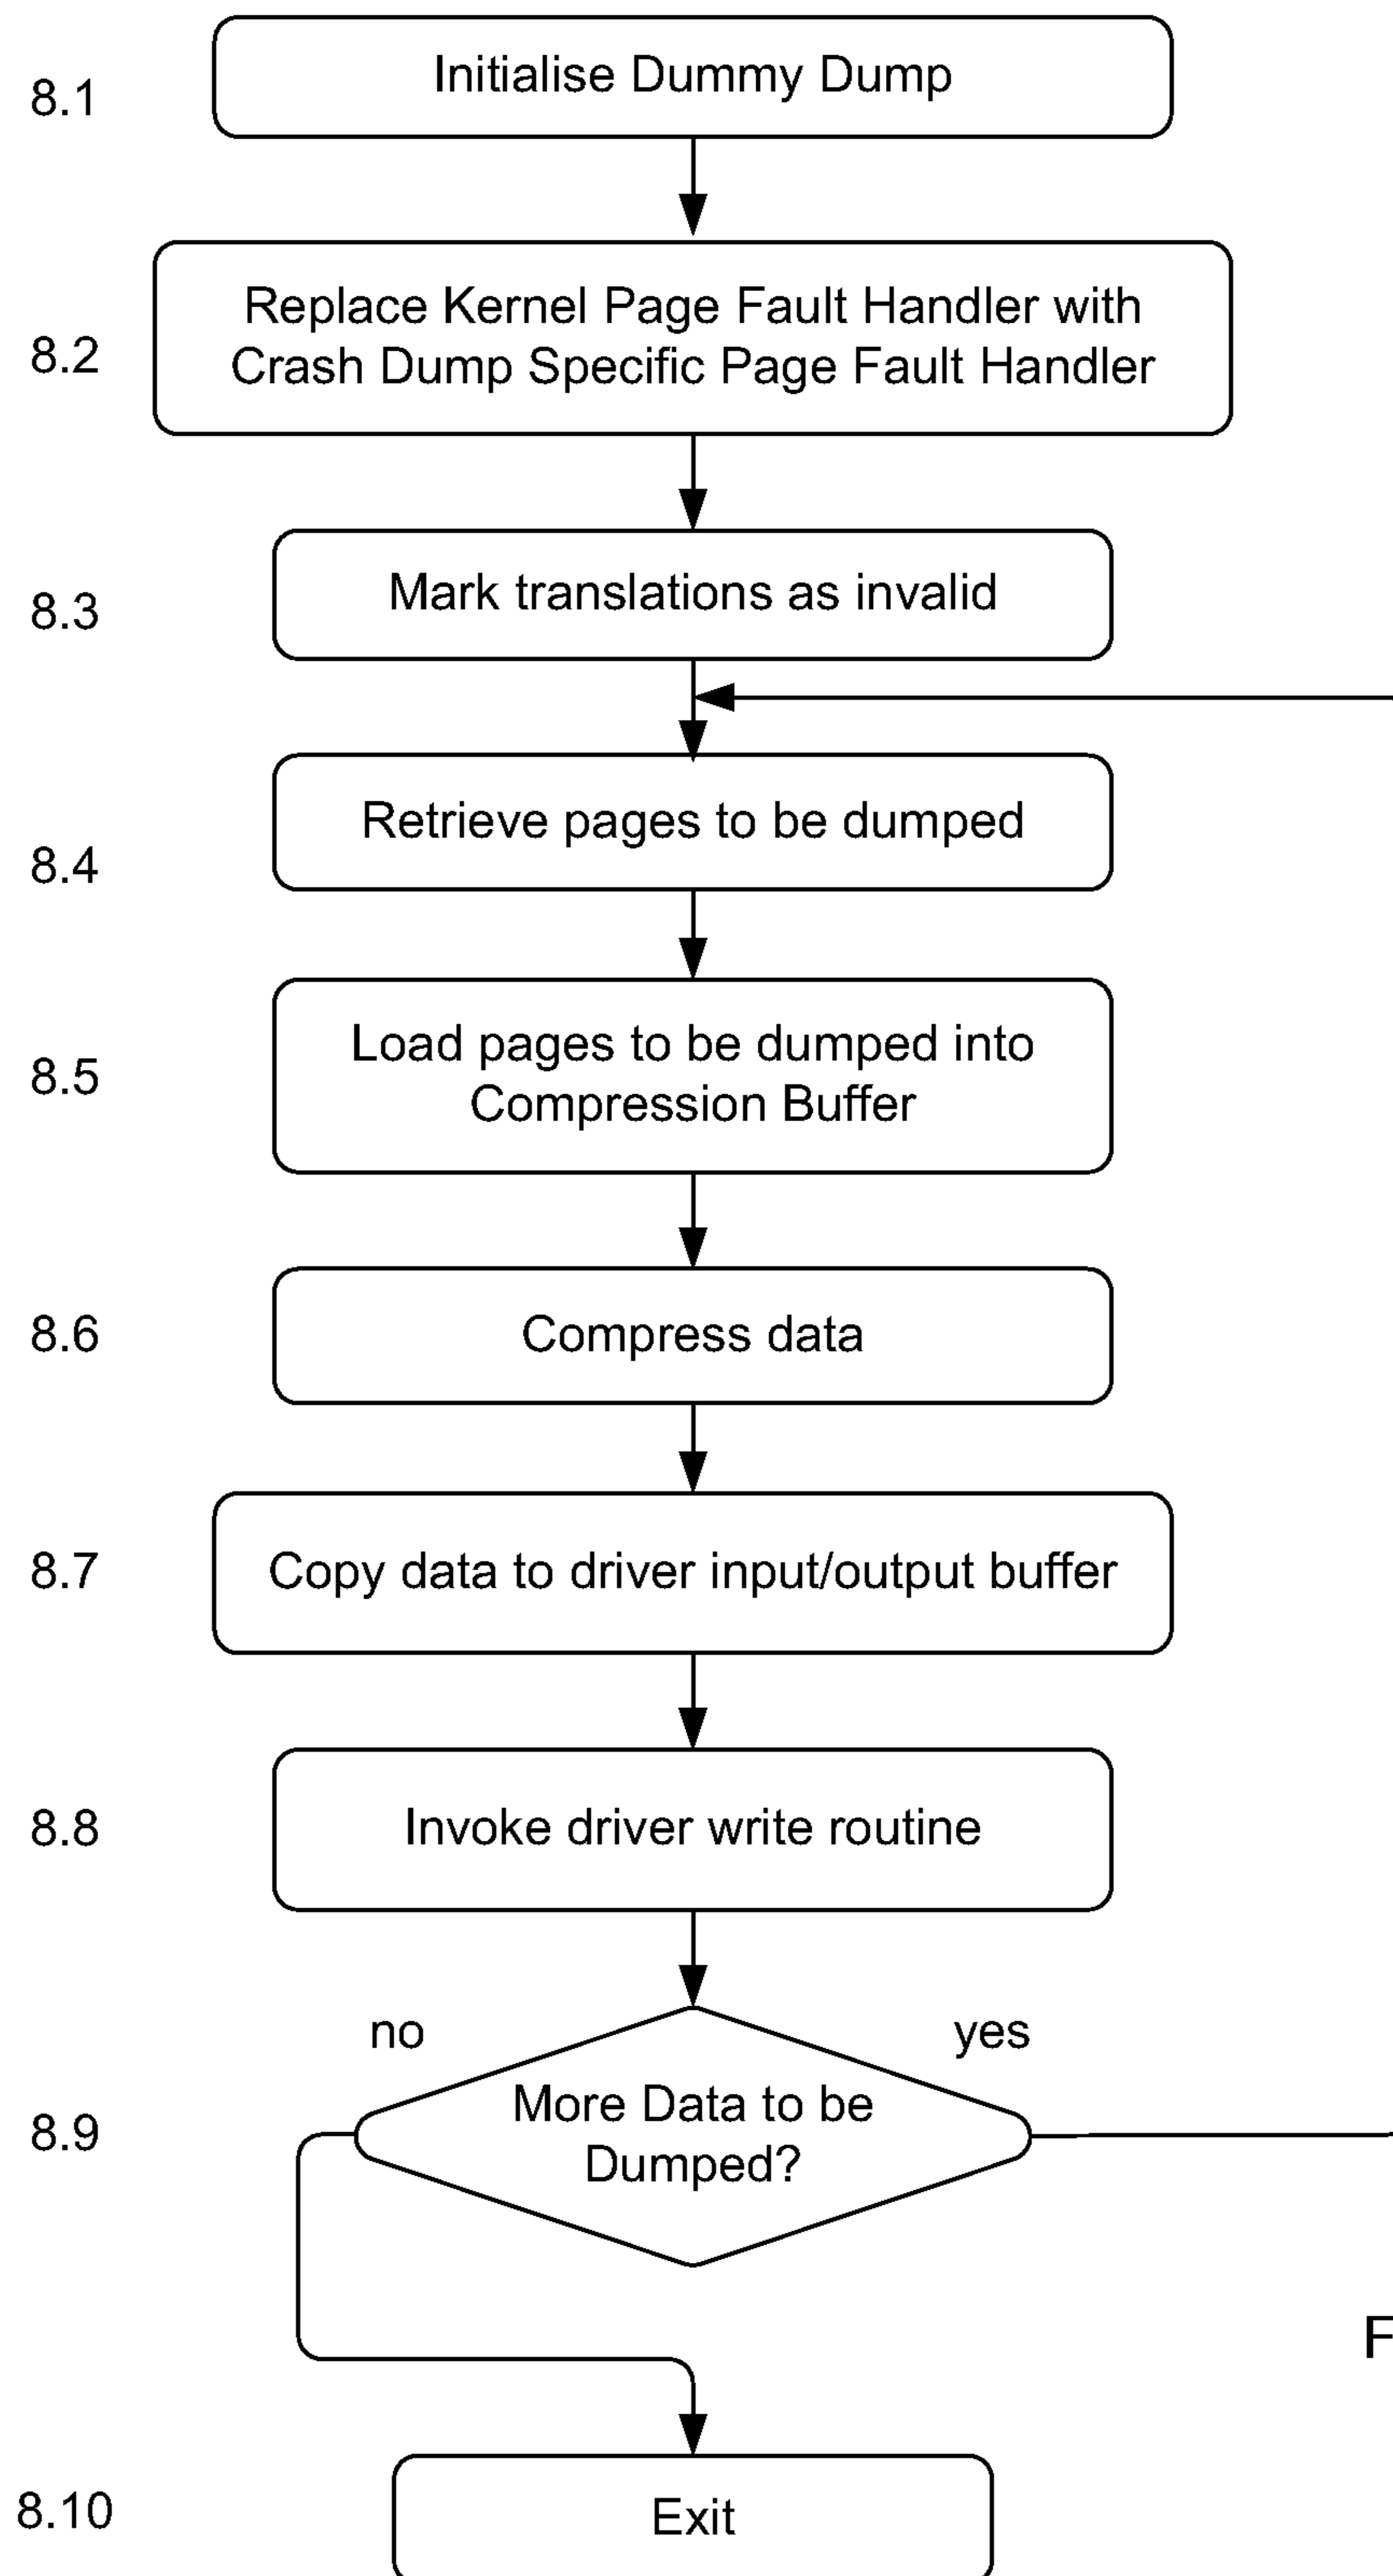 8.1
Initialise Dummy Dump
8.2
Replace Kernel Page Fault Handler with
Crash Dump Specific Page Fault Handler
8.3
Mark translations as invalid
8.4
Retrieve pages to be dumped
8.5
Load pages to be dumped into
Compression Buffer
8.6
Compress data
8.7
Copy data to driver input/output buffer
8.8
Invoke driver write routine
no
yes
8.9
More Data to be
Dumped?
F
8.10
Exit